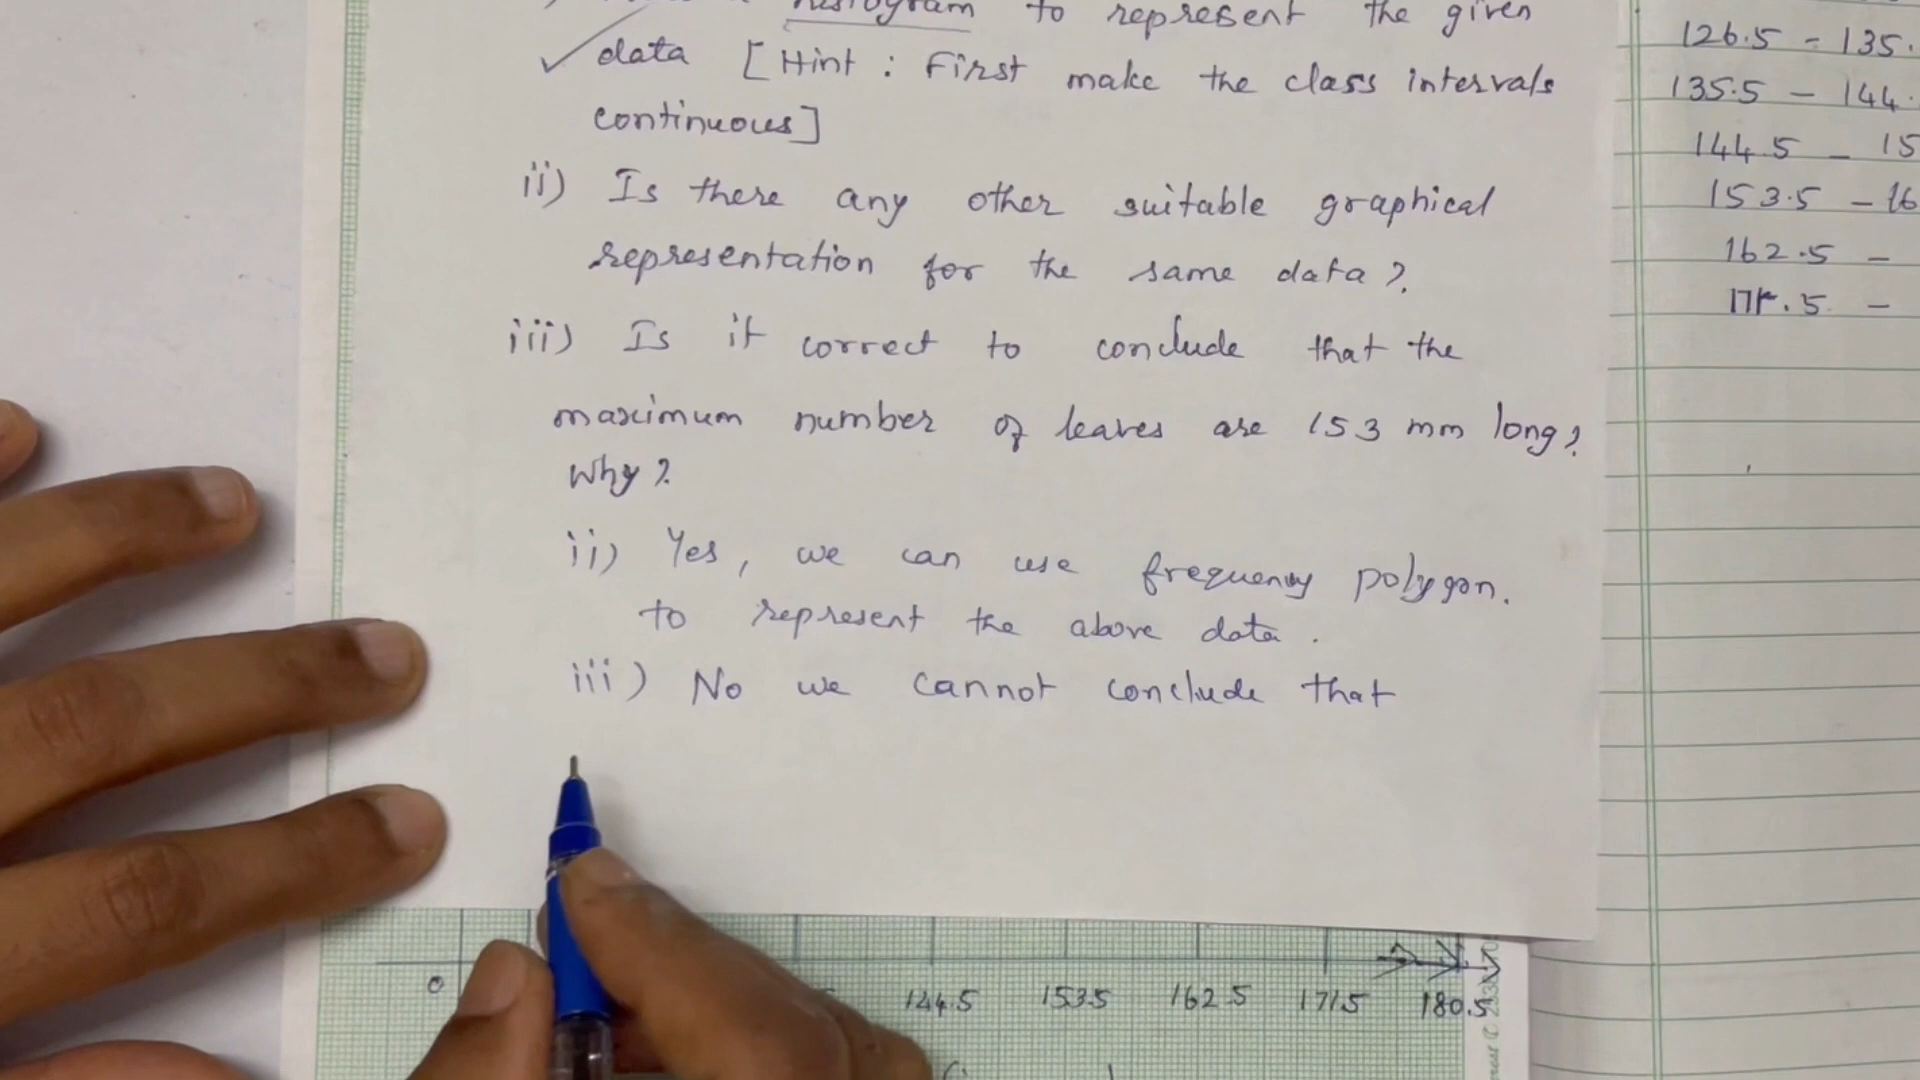 histogram to represent the given
data [Hint : First make the class intervals
continuous]
ii) Is there any other suitable graphical
representation for the same data?
iii) Is it correct to conclude that the
maximum number of leaves are 153 mm long?
Why?
ii) Yes, we can use frequency polygon.
to represent the above data.
iii) No we cannot conclude that
126.5 - 135.
135.5 - 144.
144.5 - 15
153.5 - 16
162.5 -
171.5 -
0 144.5 153.5 162.5 171.5 180.5